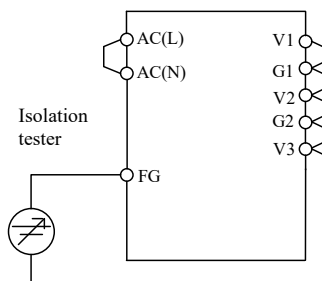 AC(L)
AC(N)
V1
G1
V2
G2
V3
Isolation
tester
FG